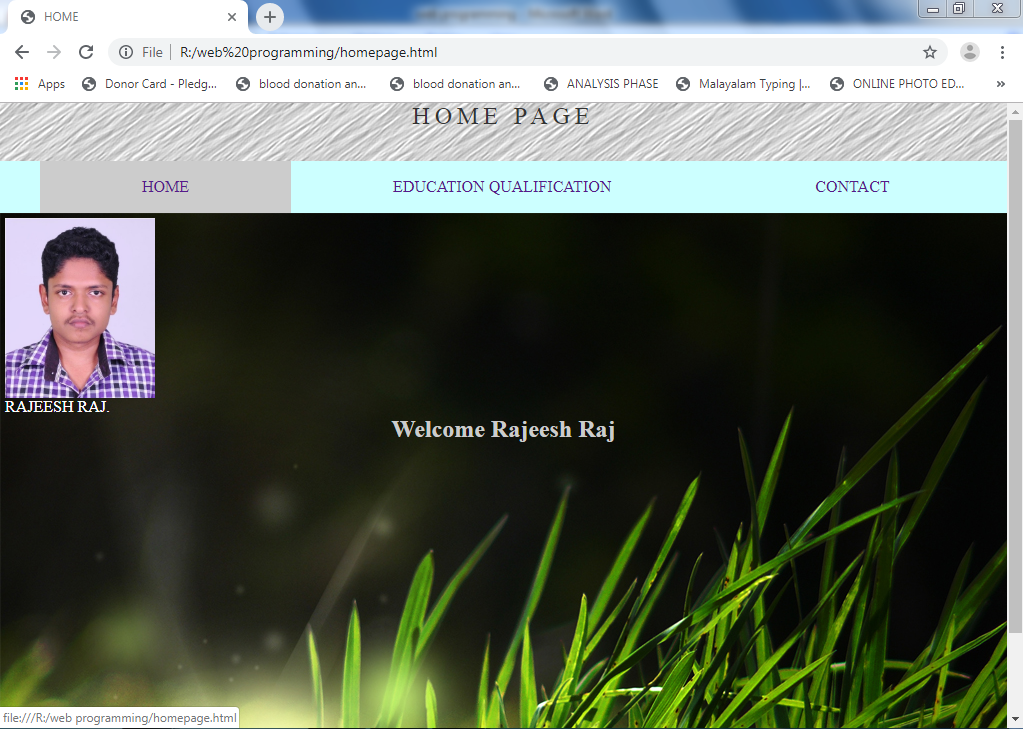 HOME
File R:/web%20programming/homepage.html
Apps Donor Card - Pledg... blood donation an... blood donation an... ANALYSIS PHASE Malayalam Typing |... ONLINE PHOTO ED... »
HOME PAGE
HOME EDUCATION QUALIFICATION CONTACT
RAJEESH RAJ.
Welcome Rajeesh Raj
file:///R:/web programming/homepage.html